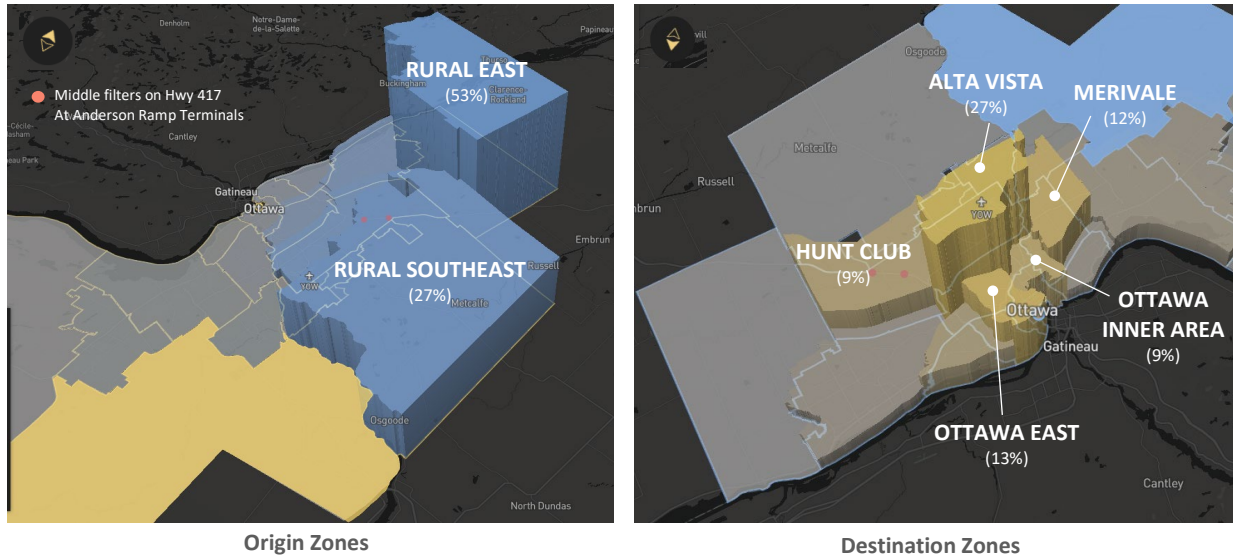 Denholm
Notre-Dame-
de-la-Salette
Papineau
Thurso
RURAL EAST
(53%)
Buckingham
Clarence-
Rockland
Middle filters on Hwy 417
At Anderson Ramp Terminals
Cantley
Gatineau
Ottawa
YOW
RURAL SOUTHEAST
(27%)
Embrun
Russell
Metcalfe
Osgoode
North Dundas
Origin Zones
Osgoode
ALTA VISTA
(27%)
MERIVALE
(12%)
Metcalfe
Russell
YOW
HUNT CLUB
(9%)
Ottawa
OTTAWA
INNER AREA
(9%)
Gatineau
OTTAWA EAST
(13%)
Cantley
Destination Zones